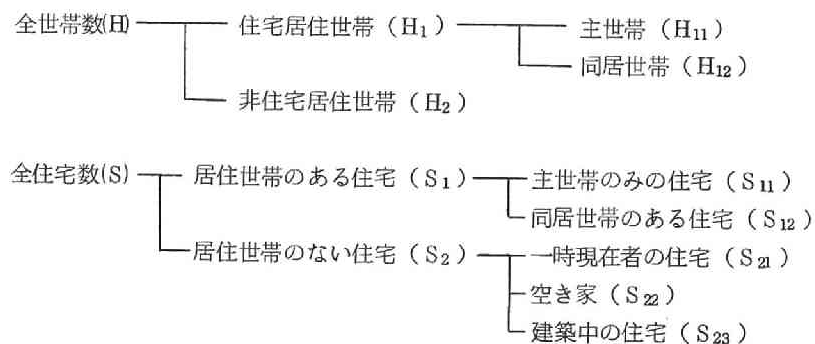 全世帯数(H) 住宅居住世帯(H₁) 主世帯(H₁₁)
同居世帯(H₁₂)
非住宅居住世帯(H₂)
全住宅数(S) 居住世帯のある住宅(S₁) 主世帯のみの住宅(S₁₁)
同居世帯のある住宅(S₁₂)
居住世帯のない住宅(S₂) 一時現在者の住宅(S₂₁)
空き家(S₂₂)
建築中の住宅(S₂₃)